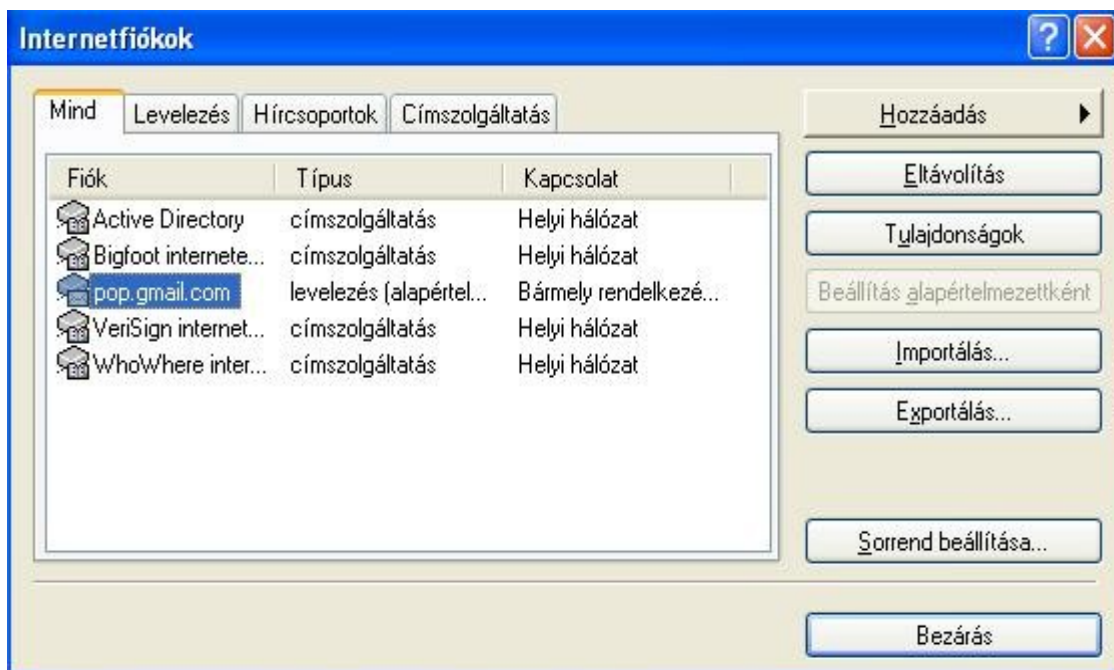 Internetfiókok
Mind Levelezés Hírcsoportok Címszolgáltatás
Fiók Típus Kapcsolat
Active Directory címszolgáltatás Helyi hálózat
Bigfoot internete... címszolgáltatás Helyi hálózat
pop.gmail.com levelezés (alapértel... Bármely rendelkezé...
VeriSign internet... címszolgáltatás Helyi hálózat
WhoWhere inter... címszolgáltatás Helyi hálózat
Hozzáadás
Eltávolítás
Tulajdonságok
Beállítás alapértelmezettként
Importálás...
Exportálás...
Sorrend beállítása...
Bezárás